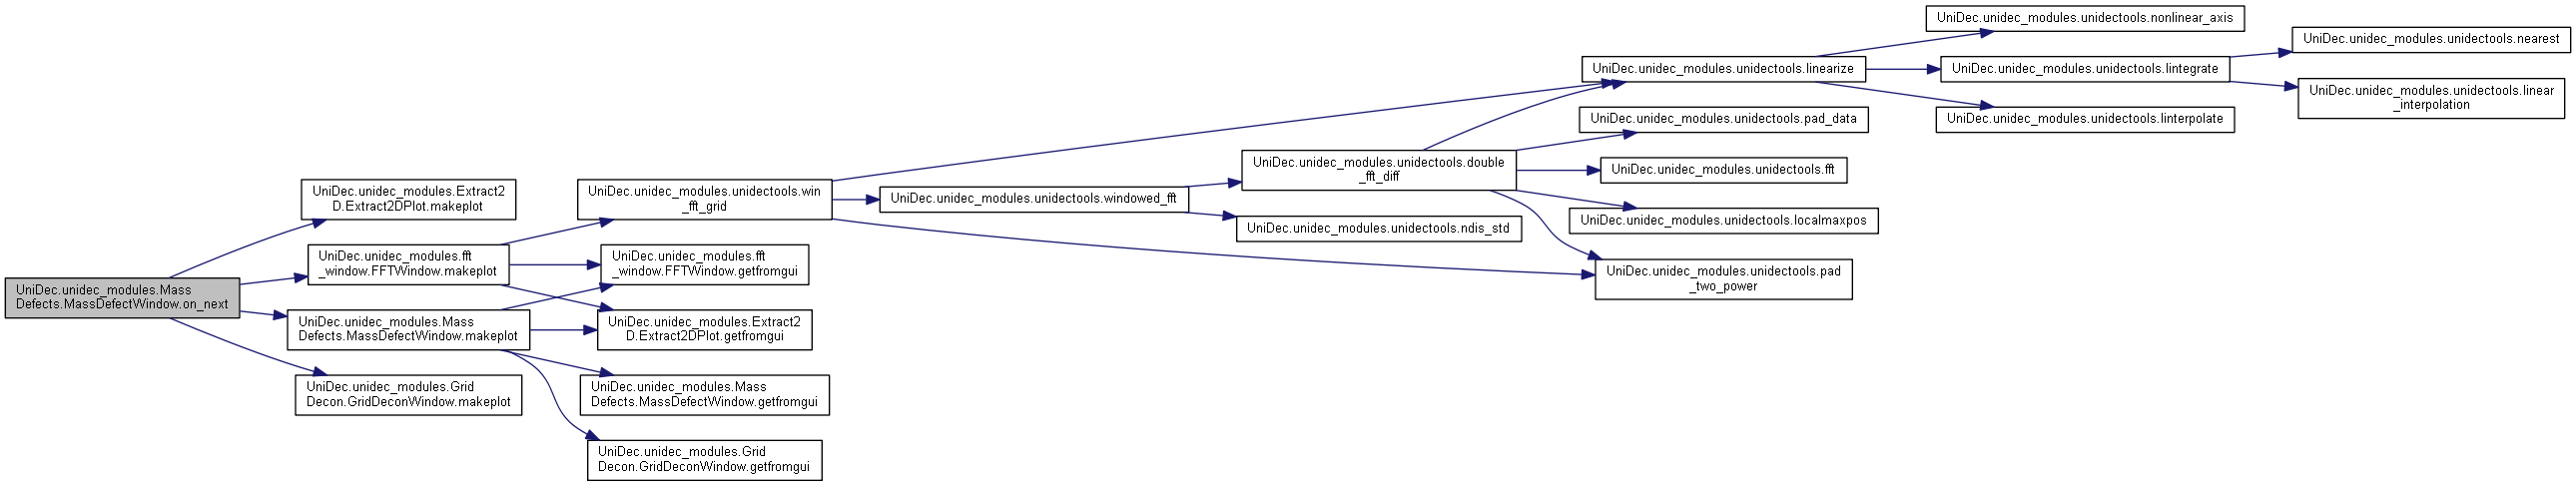 UniDec.unidec_modules.Mass
Defects.MassDefectWindow.on_next
UniDec.unidec_modules.Extract2
D.Extract2DPlot.makeplot
UniDec.unidec_modules.fft
_window.FFTWindow.makeplot
UniDec.unidec_modules.Mass
Defects.MassDefectWindow.makeplot
UniDec.unidec_modules.Grid
Decon.GridDeconWindow.makeplot
UniDec.unidec_modules.unidectools.win
_fft_grid
UniDec.unidec_modules.fft
_window.FFTWindow.getfromgui
UniDec.unidec_modules.Extract2
D.Extract2DPlot.getfromgui
UniDec.unidec_modules.Mass
Defects.MassDefectWindow.getfromgui
UniDec.unidec_modules.Grid
Decon.GridDeconWindow.getfromgui
UniDec.unidec_modules.unidectools.windowed_fft
UniDec.unidec_modules.unidectools.double
_fft_diff
UniDec.unidec_modules.unidectools.ndis_std
UniDec.unidec_modules.unidectools.linearize
UniDec.unidec_modules.unidectools.pad_data
UniDec.unidec_modules.unidectools.fft
UniDec.unidec_modules.unidectools.localmaxpos
UniDec.unidec_modules.unidectools.pad
_two_power
UniDec.unidec_modules.unidectools.nonlinear_axis
UniDec.unidec_modules.unidectools.lintegrate
UniDec.unidec_modules.unidectools.linterpolate
UniDec.unidec_modules.unidectools.nearest
UniDec.unidec_modules.unidectools.linear
_interpolation